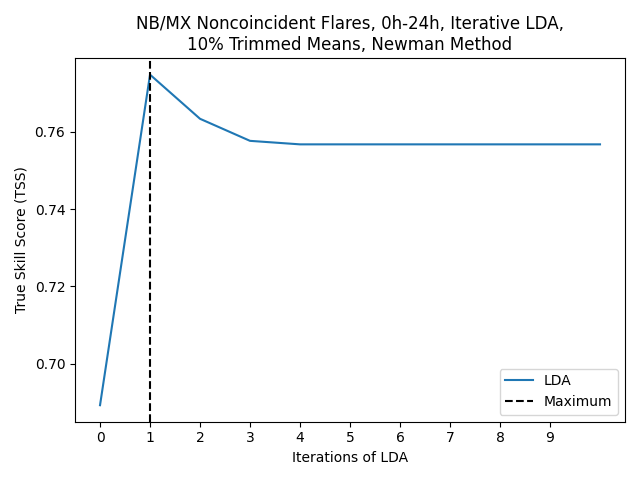 NB/MX Noncoincident Flares, 0h-24h, Iterative LDA,
10% Trimmed Means, Newman Method
True Skill Score (TSS)
0.76
0.74
0.72
0.70
0 1 2 3 4 5 6 7 8 9
Iterations of LDA
LDA
Maximum